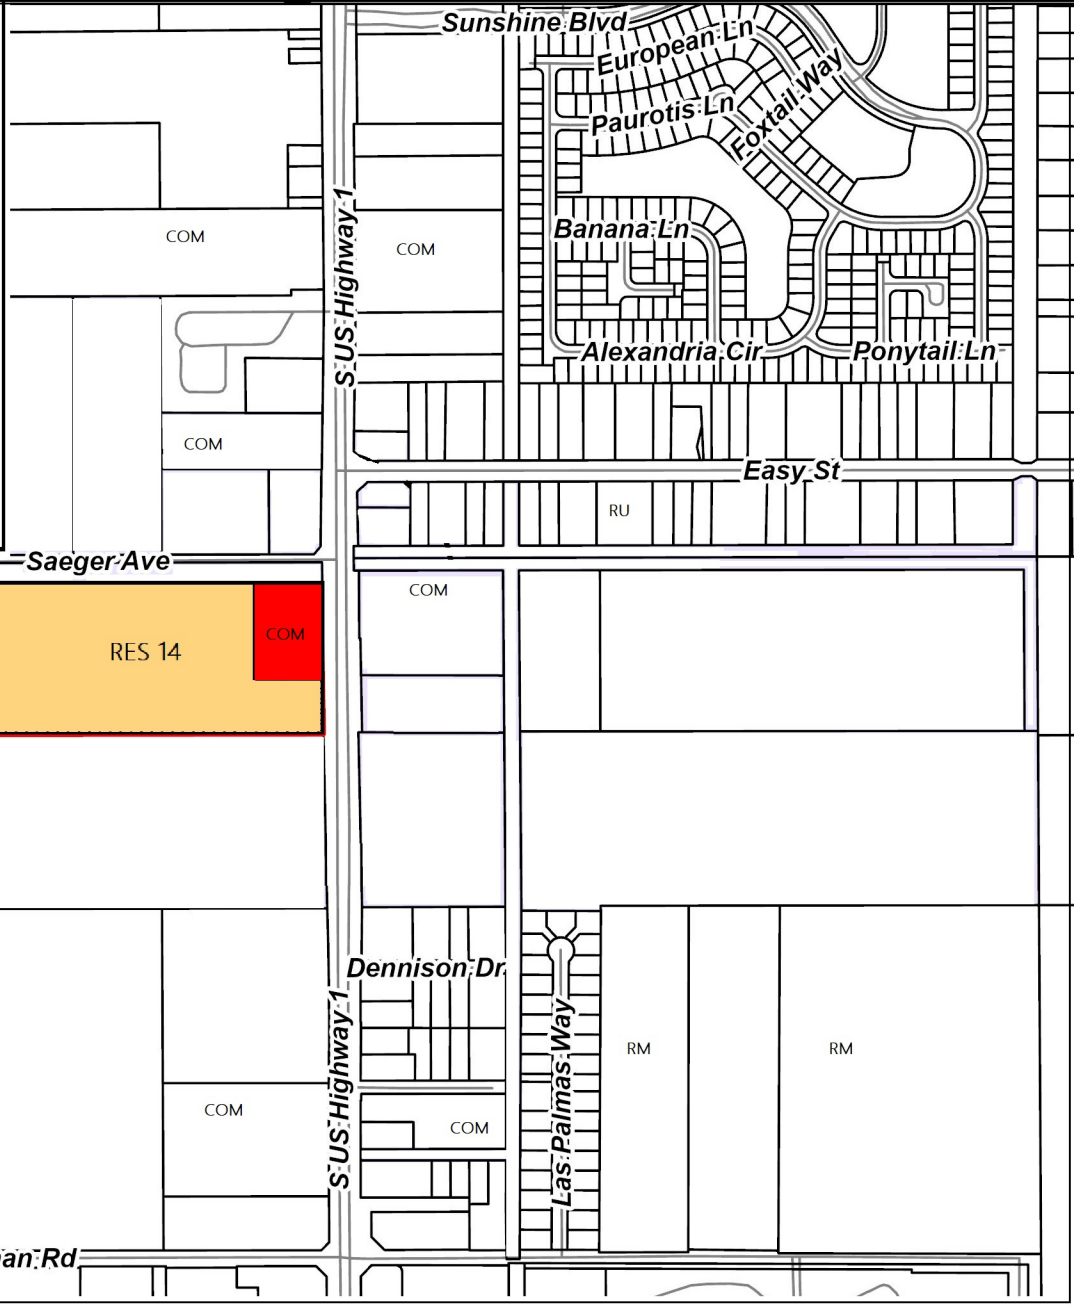 Sunshine Blvd
European Ln
Paurotis Ln
Foxtail Way
S US Highway 1
COM
COM
Banana Ln
Alexandria Cir
Ponytail Ln
COM
Easy St
RU
Saeger Ave
COM
COM
RES 14
Dennison Dr
S US Highway 1
Las Palmas Way
RM
RM
COM
COM
an Rd